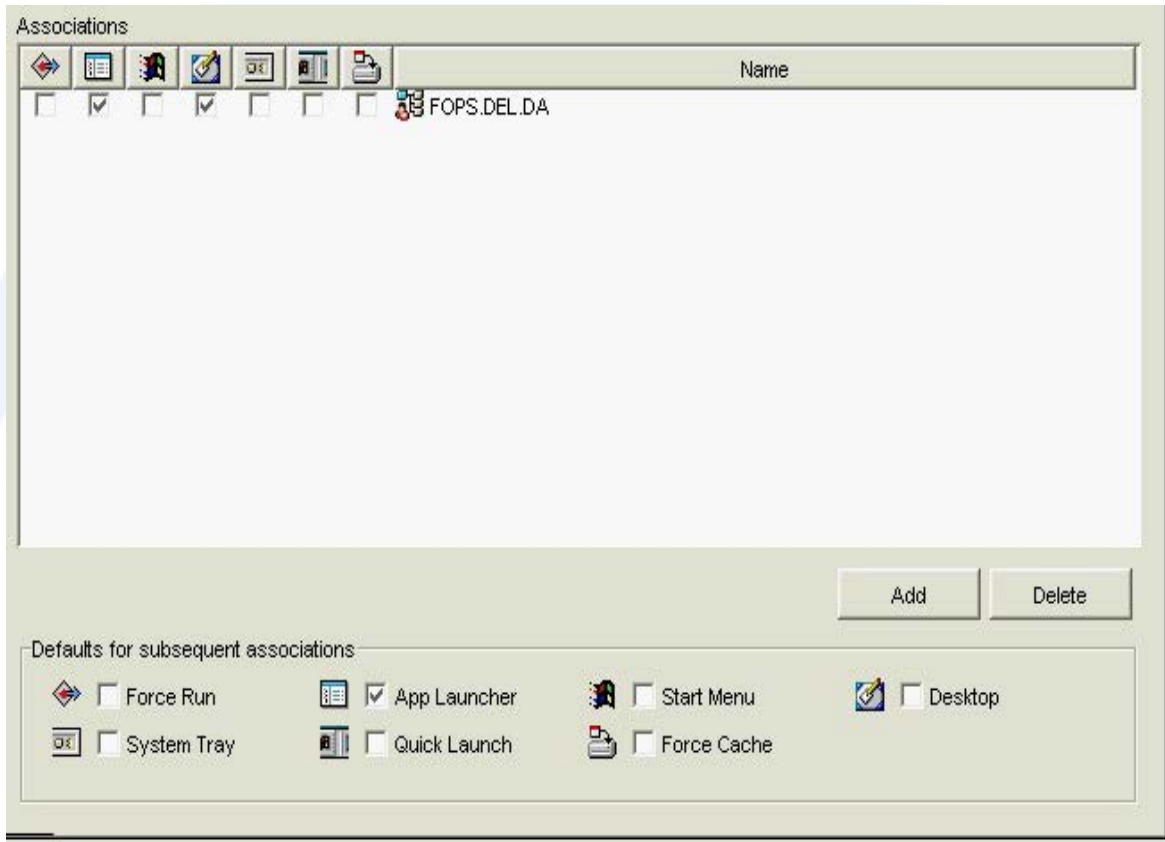 Associations
Name
FOPS.DEL.DA
Add Delete
Defaults for subsequent associations
Force Run App Launcher Start Menu Desktop
System Tray Quick Launch Force Cache